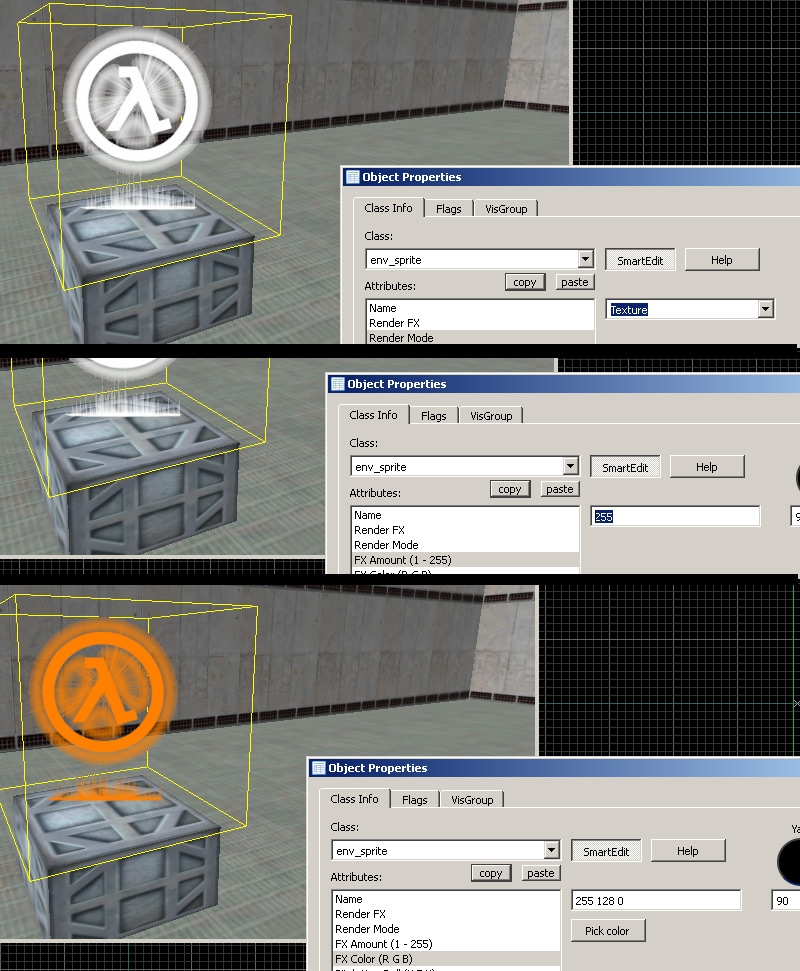 Object Properties
Class Info Flags VisGroup
Class:
env_sprite SmartEdit Help
Attributes: copy paste
Name Texture
Render FX
Render Mode
Object Properties
Class Info Flags VisGroup
Class:
env_sprite SmartEdit Help
Attributes: copy paste
Name 255
Render FX
Render Mode
FX Amount (1 - 255)
FX Color (R G B)
Object Properties
Class Info Flags VisGroup
Class:
env_sprite SmartEdit Help
Attributes: copy paste
Name 255 128 0 90
Render FX
Render Mode Pick color
FX Amount (1 - 255)
FX Color (R G B)